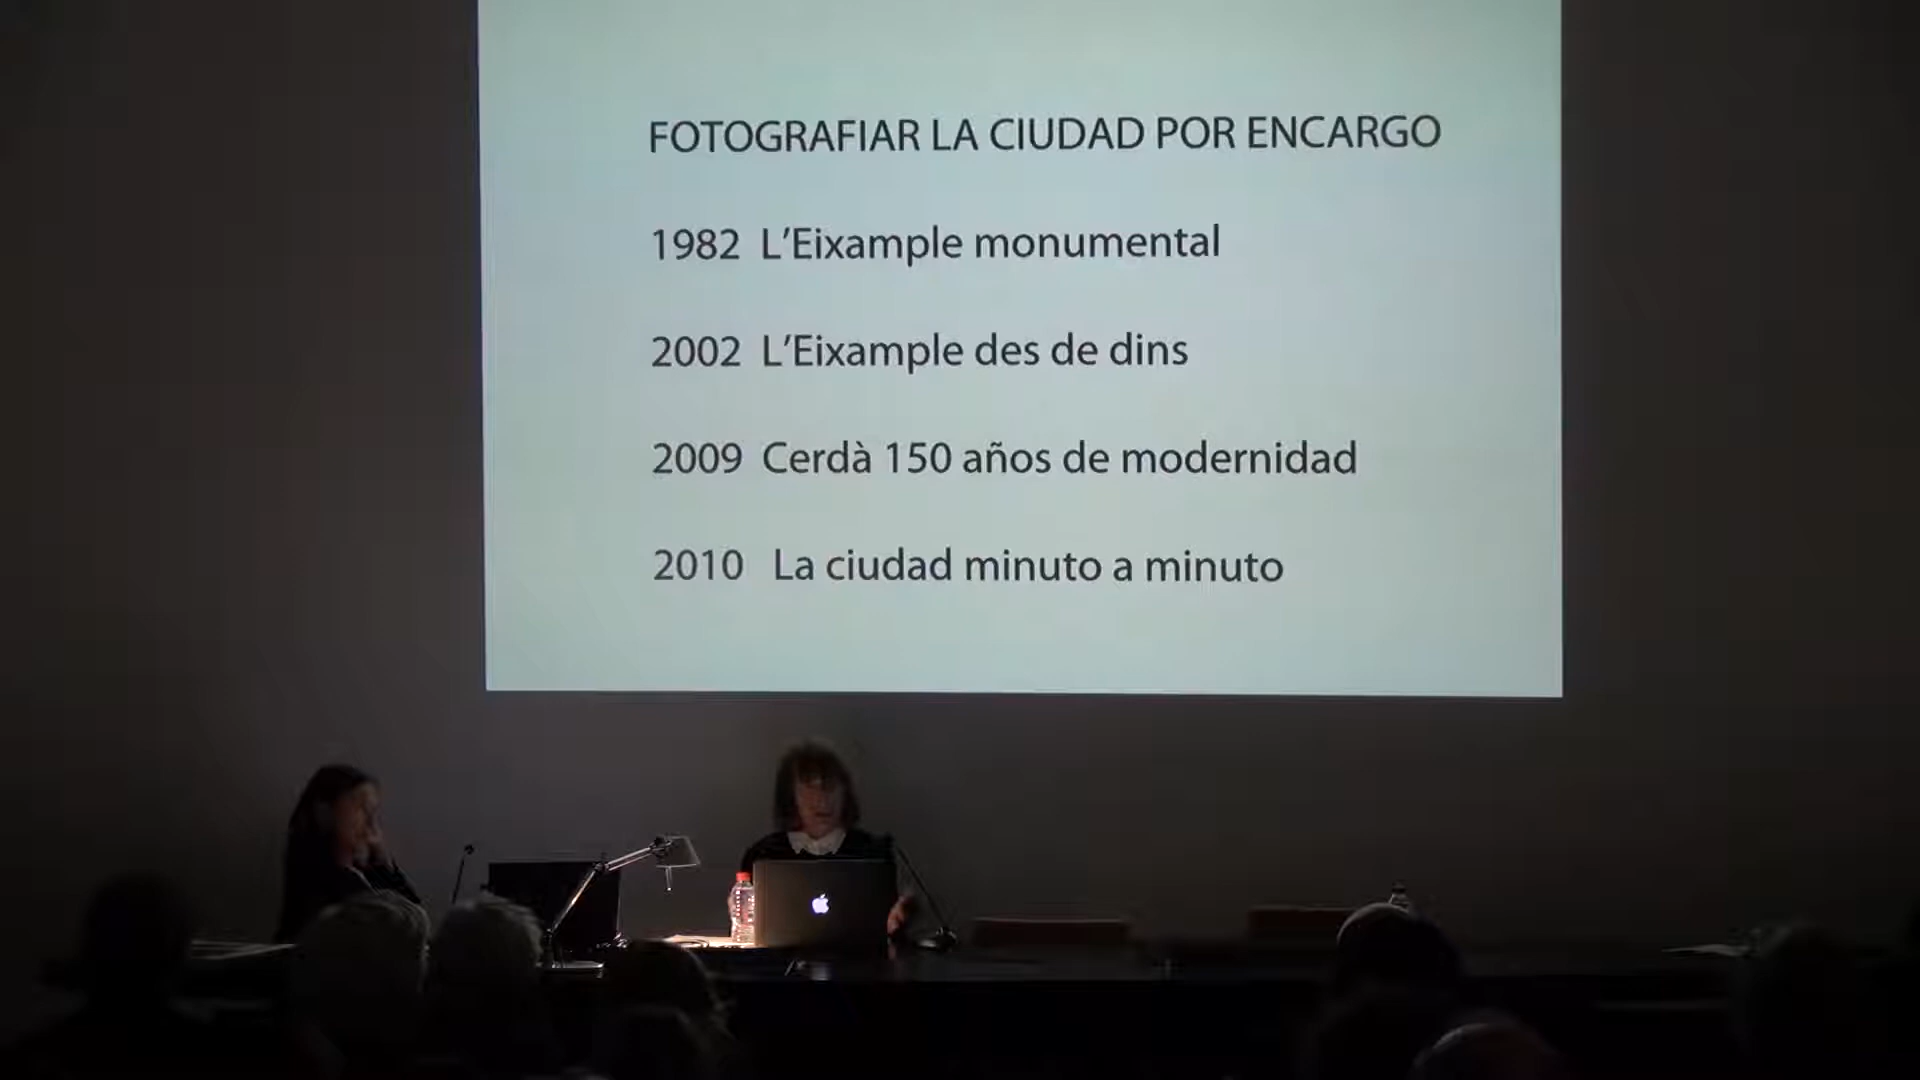 FOTOGRAFIAR LA CIUDAD POR ENCARGO
1982 L'Eixample monumental
2002 L'Eixample des de dins
2009 Cerdà 150 años de modernidad
2010 La ciudad minuto a minuto